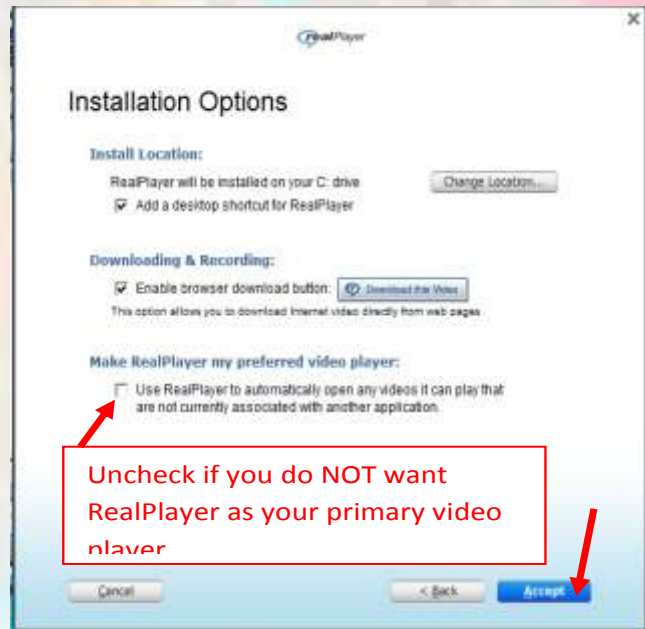 realPlayer
Installation Options
Install Location:
RealPlayer will be installed on your C: drive
Change Location...
Add a desktop shortcut for RealPlayer
Downloading & Recording:
Enable browser download button:
Download this Video
This option allows you to download Internet video directly from web pages
Make RealPlayer my preferred video player:
Use RealPlayer to automatically open any videos it can play that
are not currently associated with another application.
Uncheck if you do NOT want
RealPlayer as your primary video
player
Cancel
< Back
Accept